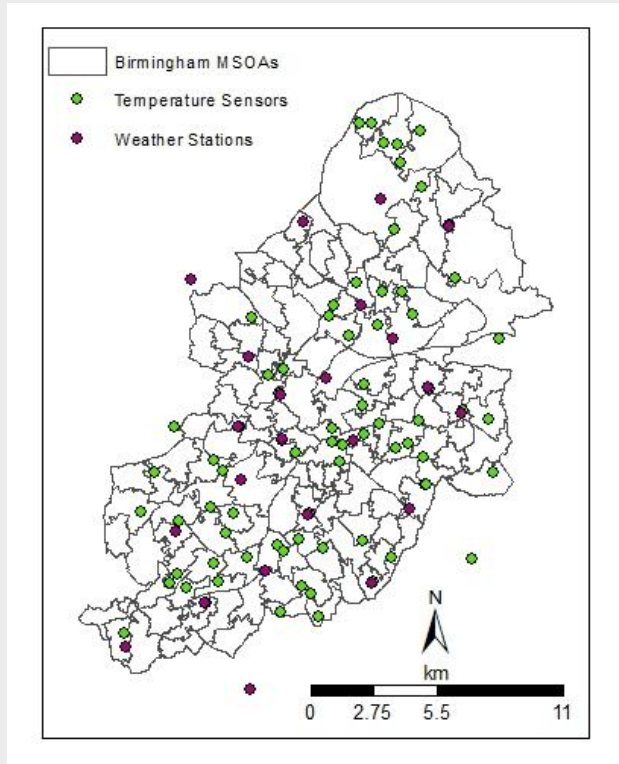 Birmingham MSOAs
Temperature Sensors
Weather Stations
N
km
0 2.75 5.5 11